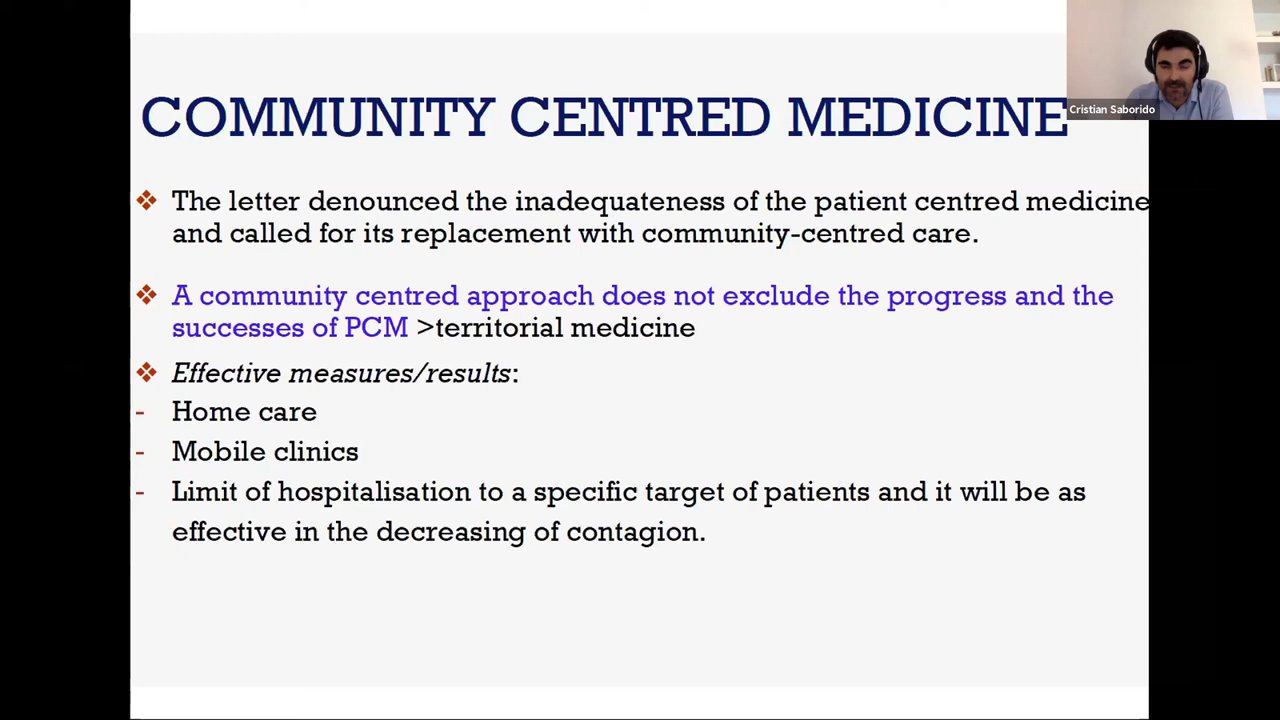 COMMUNITY CENTRED MEDICINE
Cristian Saborido
❖ The letter denounced the inadequateness of the patient centred medicine
and called for its replacement with community-centred care.
❖ A community centred approach does not exclude the progress and the
successes of PCM >territorial medicine
❖ Effective measures/results:
- Home care
- Mobile clinics
- Limit of hospitalisation to a specific target of patients and it will be as
effective in the decreasing of contagion.